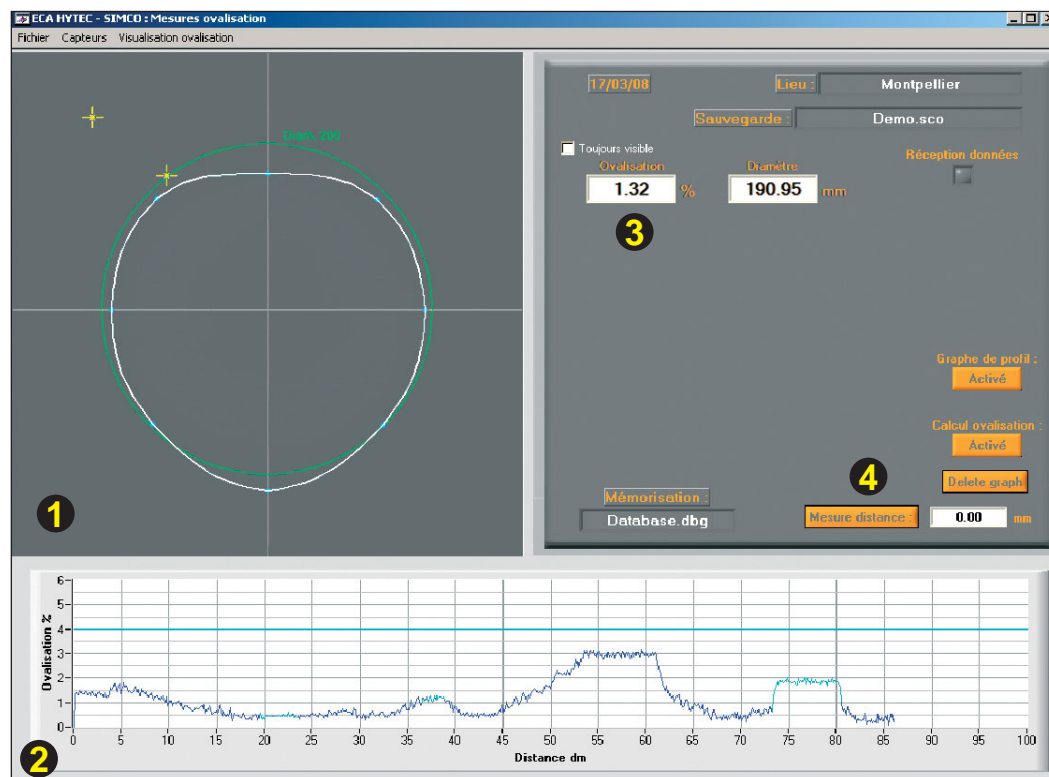 ECA HYTEC - SIMCO : Mesures ovalisation
Fichier Capteurs Visualisation ovalisation
17/03/08
Lieu : Montpellier
Sauvegarde : Demo.sco
Toujours visible
Réception données
Ovalisation Diamètre
1.32 % 190.95 mm
3
Diam 200
Graphe de profil :
Activé
Calcul ovalisation :
Activé
4
Delete graph
Mémorisation :
Database.dbg
Mesure distance : 0.00 mm
1
Ovalisation %
6
5
4
3
2
1
0
0 5 10 15 20 25 30 35 40 45 50 55 60 65 70 75 80 85 90 95 100
Distance dm
2